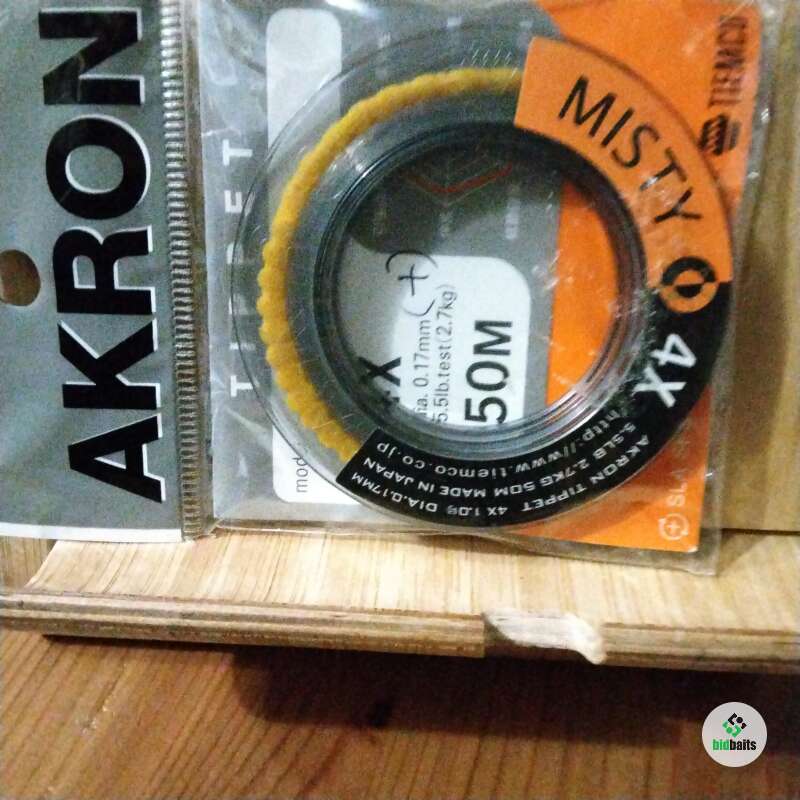 AKRON
TIPPET
MISTY
4X
TIEMCO
4X
dia. 0.17mm (+)
5.5lb.test(2.7kg)
50M
mod
AKRON TIPPET 4X 1.0号 DIA.0.17MM
5.5LB 2.7KG 50M MADE IN JAPAN
http://www.tiemco.co.jp
bidbaits